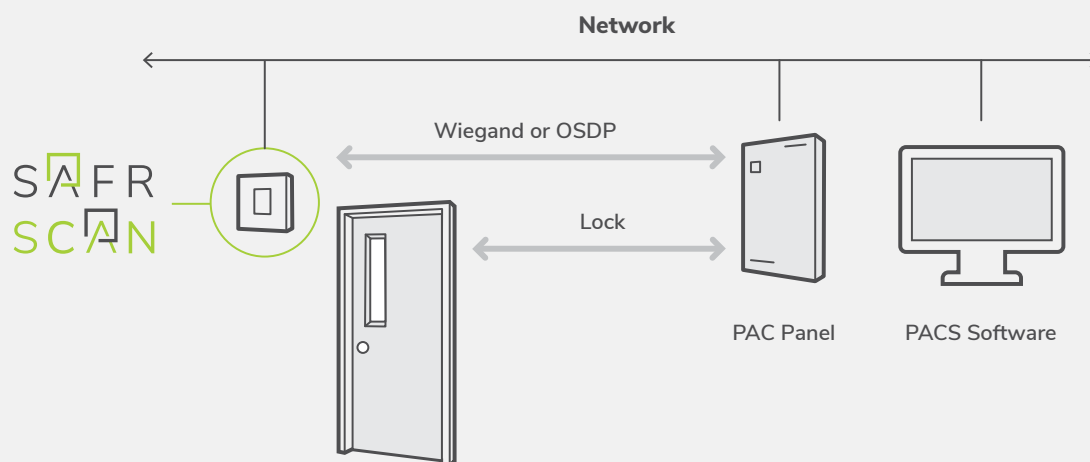 Network
Wiegand or OSDP
SAFR
SCAN
Lock
PAC Panel
PACS Software